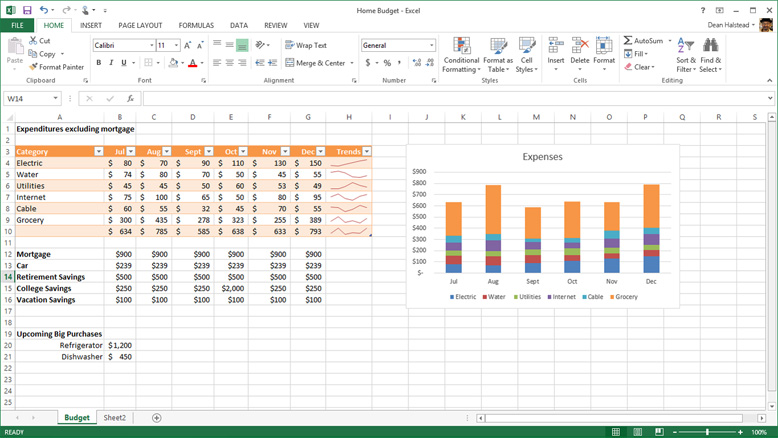 Home Budget - Excel
FILE HOME INSERT PAGE LAYOUT FORMULAS DATA REVIEW VIEW Dean Halstead
Paste Cut Copy Format Painter Clipboard
Calibri 11 B I U A Font
Wrap Text Merge & Center Alignment
General $ % , Number
Conditional Formatting Format as Table Cell Styles Styles
Insert Delete Format Cells
AutoSum Fill Clear Sort & Filter Find & Select Editing
W14 fx
A B C D E F G H I J K L M N O P Q R S
1 Expenditures excluding mortgage
2
3 Category Jul Aug Sept Oct Nov Dec Trends
4 Electric $ 80 $ 70 $ 90 $ 110 $ 130 $ 150
5 Water $ 74 $ 80 $ 70 $ 50 $ 45 $ 55
6 Utilities $ 45 $ 45 $ 50 $ 60 $ 53 $ 49
7 Internet $ 75 $ 100 $ 65 $ 50 $ 80 $ 95
8 Cable $ 60 $ 55 $ 32 $ 45 $ 70 $ 55
9 Grocery $ 300 $ 435 $ 278 $ 323 $ 255 $ 389
10 $ 634 $ 785 $ 585 $ 638 $ 633 $ 793
11
12 Mortgage $900 $900 $900 $900 $900 $900
13 Car $239 $239 $239 $239 $239 $239
14 Retirement Savings $500 $500 $500 $500 $500 $500
15 College Savings $250 $250 $250 $2,000 $250 $250
16 Vacation Savings $100 $100 $100 $100 $100 $100
17
18
19 Upcoming Big Purchases
20 Refrigerator $1,200
21 Dishwasher $ 450
22
23
24
25
Expenses
$900
$800
$700
$600
$500
$400
$300
$200
$100
$-
Jul Aug Sept Oct Nov Dec
Electric Water Utilities Internet Cable Grocery
Budget Sheet2
READY 100%